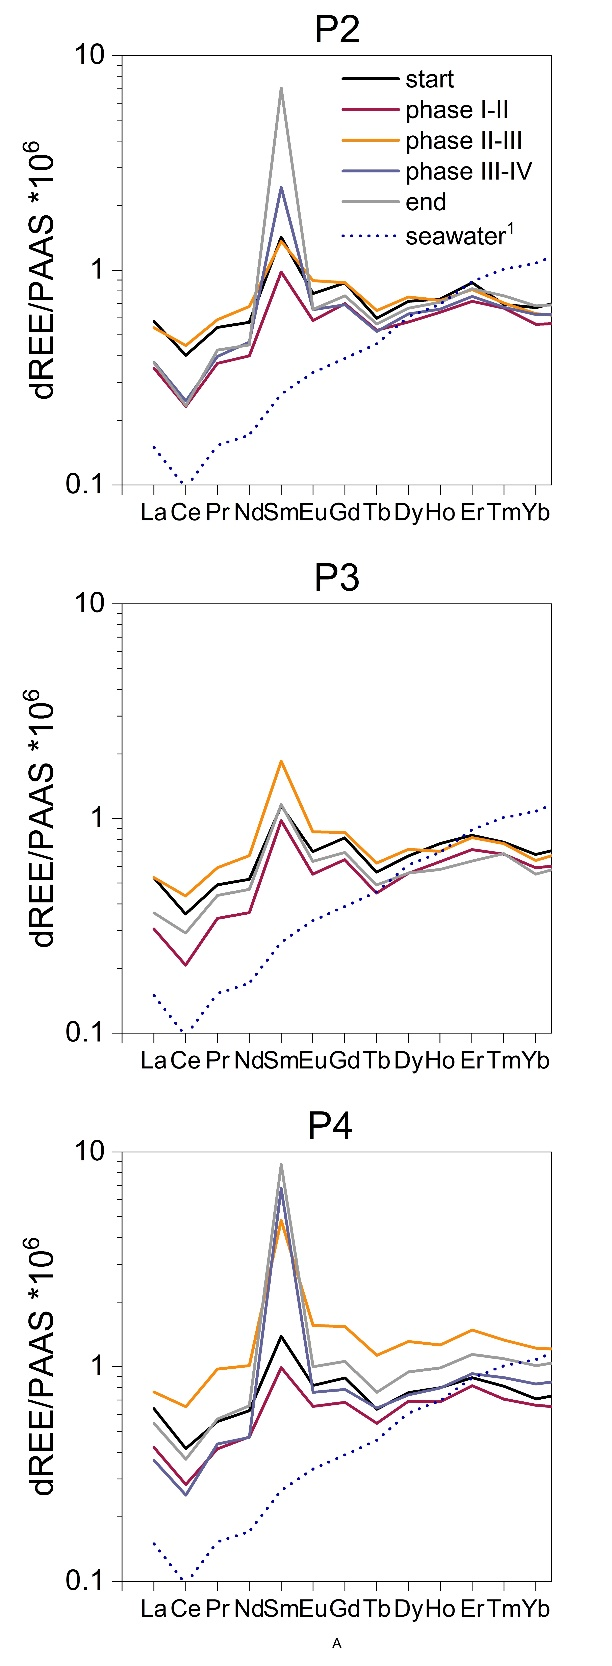 P2
10
1
0.1
dREE/PAAS *10⁶
start
phase I-II
phase II-III
phase III-IV
end
seawater¹
La Ce Pr Nd Sm Eu Gd Tb Dy Ho Er Tm Yb
P3
10
1
0.1
dREE/PAAS *10⁶
La Ce Pr Nd Sm Eu Gd Tb Dy Ho Er Tm Yb
P4
10
1
0.1
dREE/PAAS *10⁶
La Ce Pr Nd Sm Eu Gd Tb Dy Ho Er Tm Yb
A